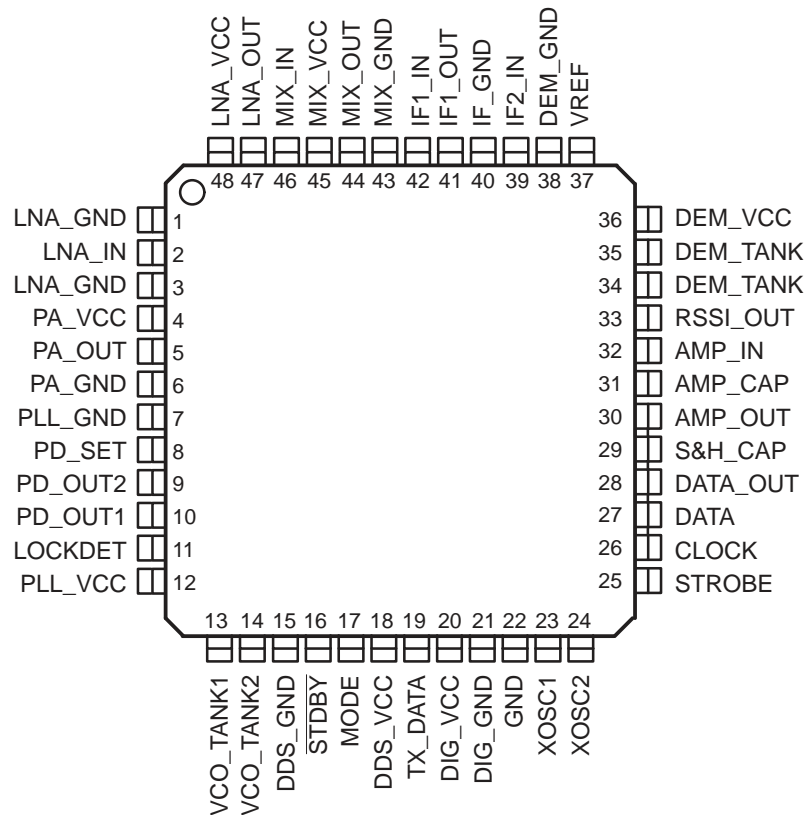 LNA_VCC
LNA_OUT
MIX_IN
MIX_VCC
MIX_OUT
MIX_GND
IF1_IN
IF1_OUT
IF_GND
IF2_IN
DEM_GND
VREF
48 47 46 45 44 43 42 41 40 39 38 37
LNA_GND 1
LNA_IN 2
LNA_GND 3
PA_VCC 4
PA_OUT 5
PA_GND 6
PLL_GND 7
PD_SET 8
PD_OUT2 9
PD_OUT1 10
LOCKDET 11
PLL_VCC 12
36 DEM_VCC
35 DEM_TANK
34 DEM_TANK
33 RSSI_OUT
32 AMP_IN
31 AMP_CAP
30 AMP_OUT
29 S&H_CAP
28 DATA_OUT
27 DATA
26 CLOCK
25 STROBE
13 14 15 16 17 18 19 20 21 22 23 24
VCO_TANK1
VCO_TANK2
DDS_GND
STDBY
MODE
DDS_VCC
TX_DATA
DIG_VCC
DIG_GND
GND
XOSC1
XOSC2